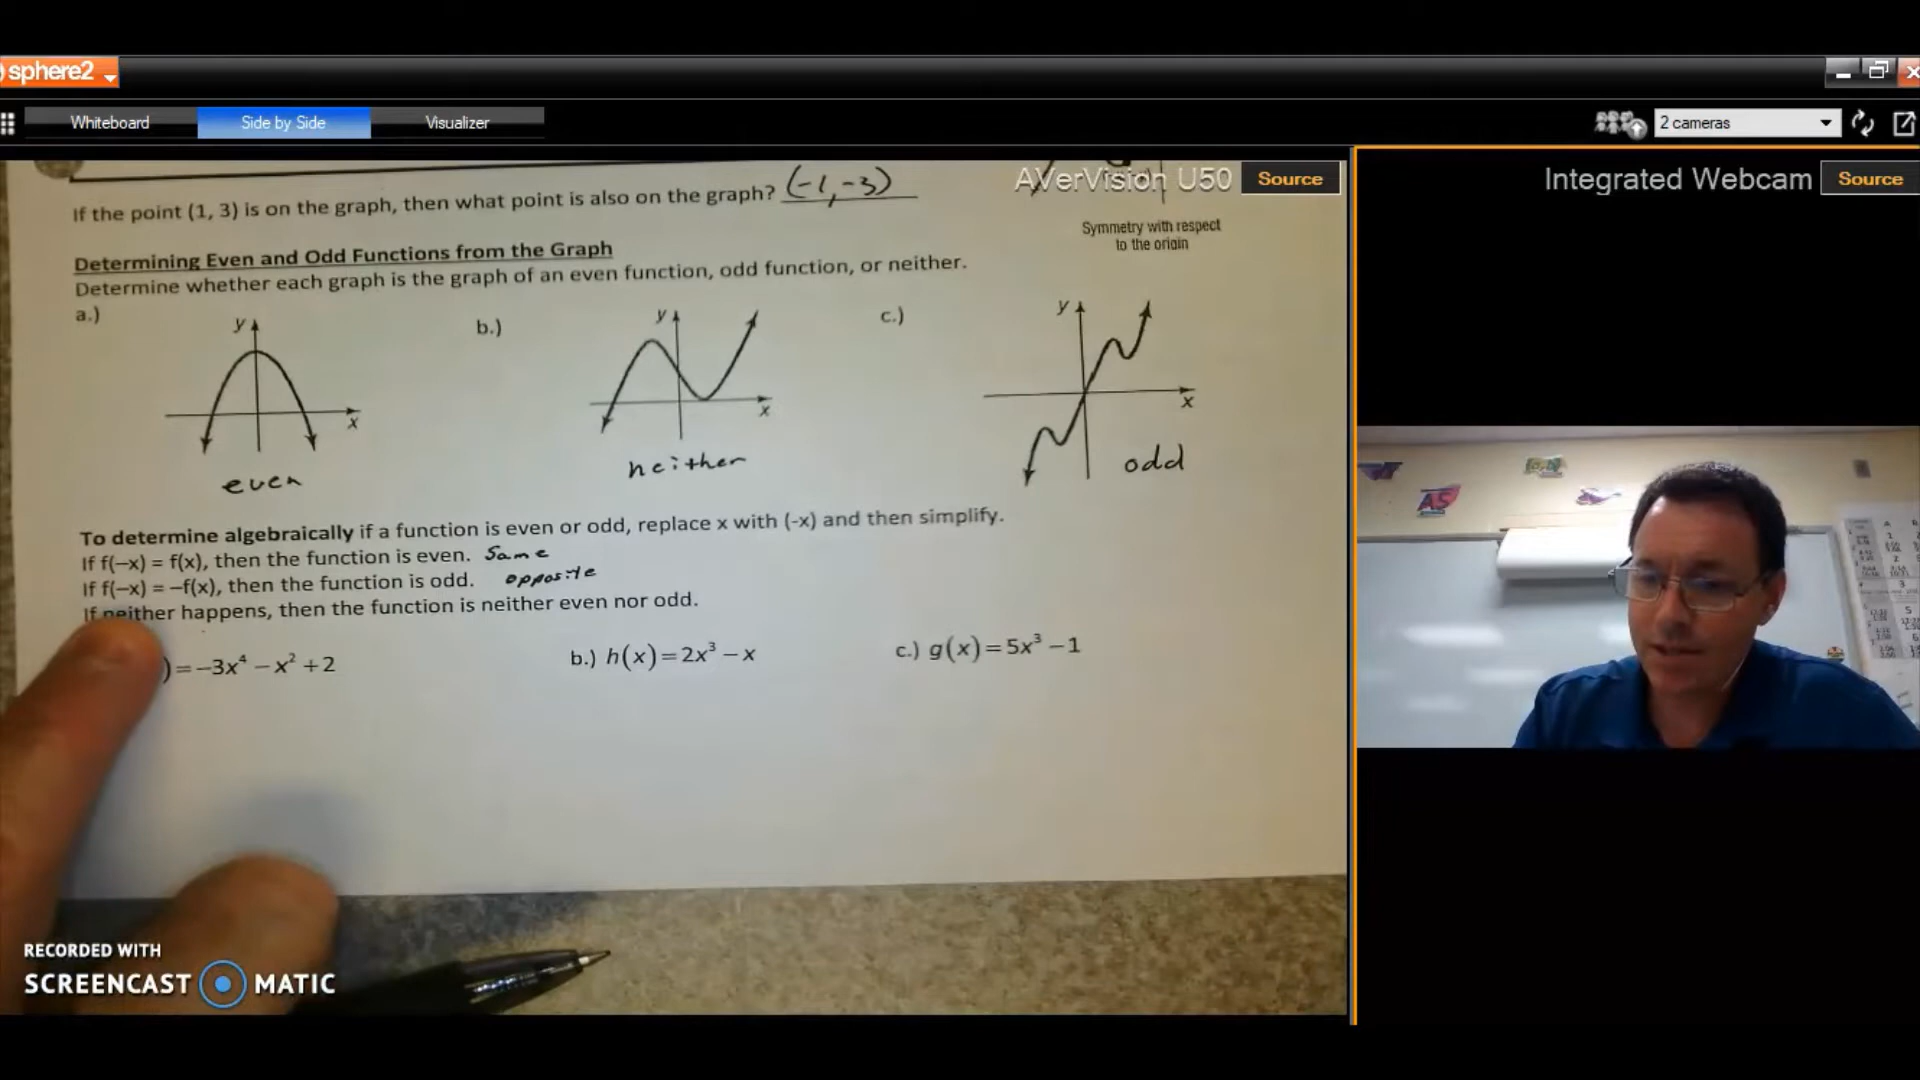 sphere2
Whiteboard
Side by Side
Visualizer
2 cameras
AVerVision U50
Source
Integrated Webcam
Source
If the point (1, 3) is on the graph, then what point is also on the graph? (-1, -3)
Symmetry with respect
to the origin
Determining Even and Odd Functions from the Graph
Determine whether each graph is the graph of an even function, odd function, or neither.
a.)
y
x
even
b.)
y
x
neither
c.)
y
x
odd
To determine algebraically if a function is even or odd, replace x with (-x) and then simplify.
If f(−x) = f(x), then the function is even. Same
If f(−x) = −f(x), then the function is odd. opposite
If neither happens, then the function is neither even nor odd.
) = −3x⁴ − x² + 2
b.) h(x) = 2x³ − x
c.) g(x) = 5x³ − 1
AS
RECORDED WITH
SCREENCAST MATIC